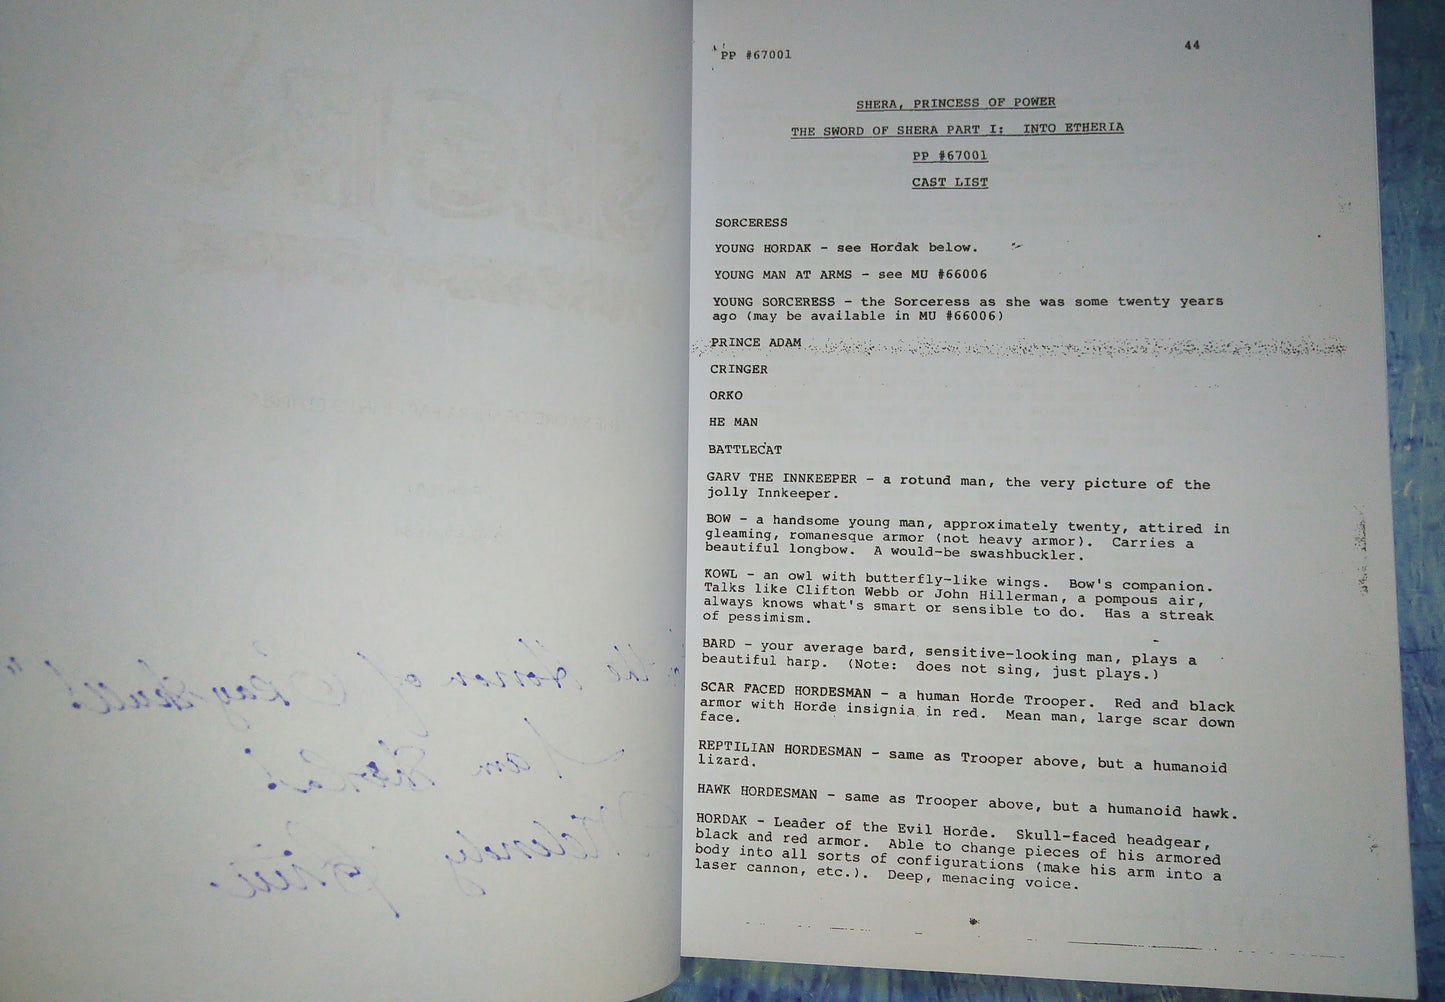 PP #67001
44
SHERA, PRINCESS OF POWER
THE SWORD OF SHERA PART I: INTO ETHERIA
PP #67001
CAST LIST
SORCERESS
YOUNG HORDAK - see Hordak below.
YOUNG MAN AT ARMS - see MU #66006
YOUNG SORCERESS - the Sorceress as she was some twenty years
ago (may be available in MU #66006)
PRINCE ADAM
CRINGER
ORKO
HE MAN
BATTLECAT
GARV THE INNKEEPER - a rotund man, the very picture of the
jolly Innkeeper.
BOW - a handsome young man, approximately twenty, attired in
gleaming, romanesque armor (not heavy armor). Carries a
beautiful longbow. A would-be swashbuckler.
KOWL - an owl with butterfly-like wings. Bow's companion.
Talks like Clifton Webb or John Hillerman, a pompous air,
always knows what's smart or sensible to do. Has a streak
of pessimism.
BARD - your average bard, sensitive-looking man, plays a
beautiful harp. (Note: does not sing, just plays.)
SCAR FACED HORDESMAN - a human Horde Trooper. Red and black
armor with Horde insignia in red. Mean man, large scar down
face.
REPTILIAN HORDESMAN - same as Trooper above, but a humanoid
lizard.
HAWK HORDESMAN - same as Trooper above, but a humanoid hawk.
HORDAK - Leader of the Evil Horde. Skull-faced headgear,
black and red armor. Able to change pieces of his armored
body into all sorts of configurations (make his arm into a
laser cannon, etc.). Deep, menacing voice.
the Honor of Grayskull!"
I am Shera!
Melendy